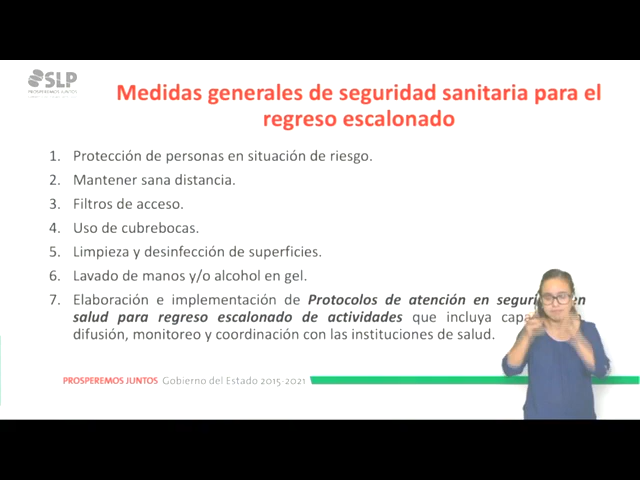 SLP
PROSPEREMOS JUNTOS
Medidas generales de seguridad sanitaria para el
regreso escalonado
1. Protección de personas en situación de riesgo.
2. Mantener sana distancia.
3. Filtros de acceso.
4. Uso de cubrebocas.
5. Limpieza y desinfección de superficies.
6. Lavado de manos y/o alcohol en gel.
7. Elaboración e implementación de Protocolos de atención en en
salud para regreso escalonado de actividades que incluya
difusión, monitoreo y coordinación con las instituciones de salud.
PROSPEREMOS JUNTOS Gobierno del Estado 2015-2021